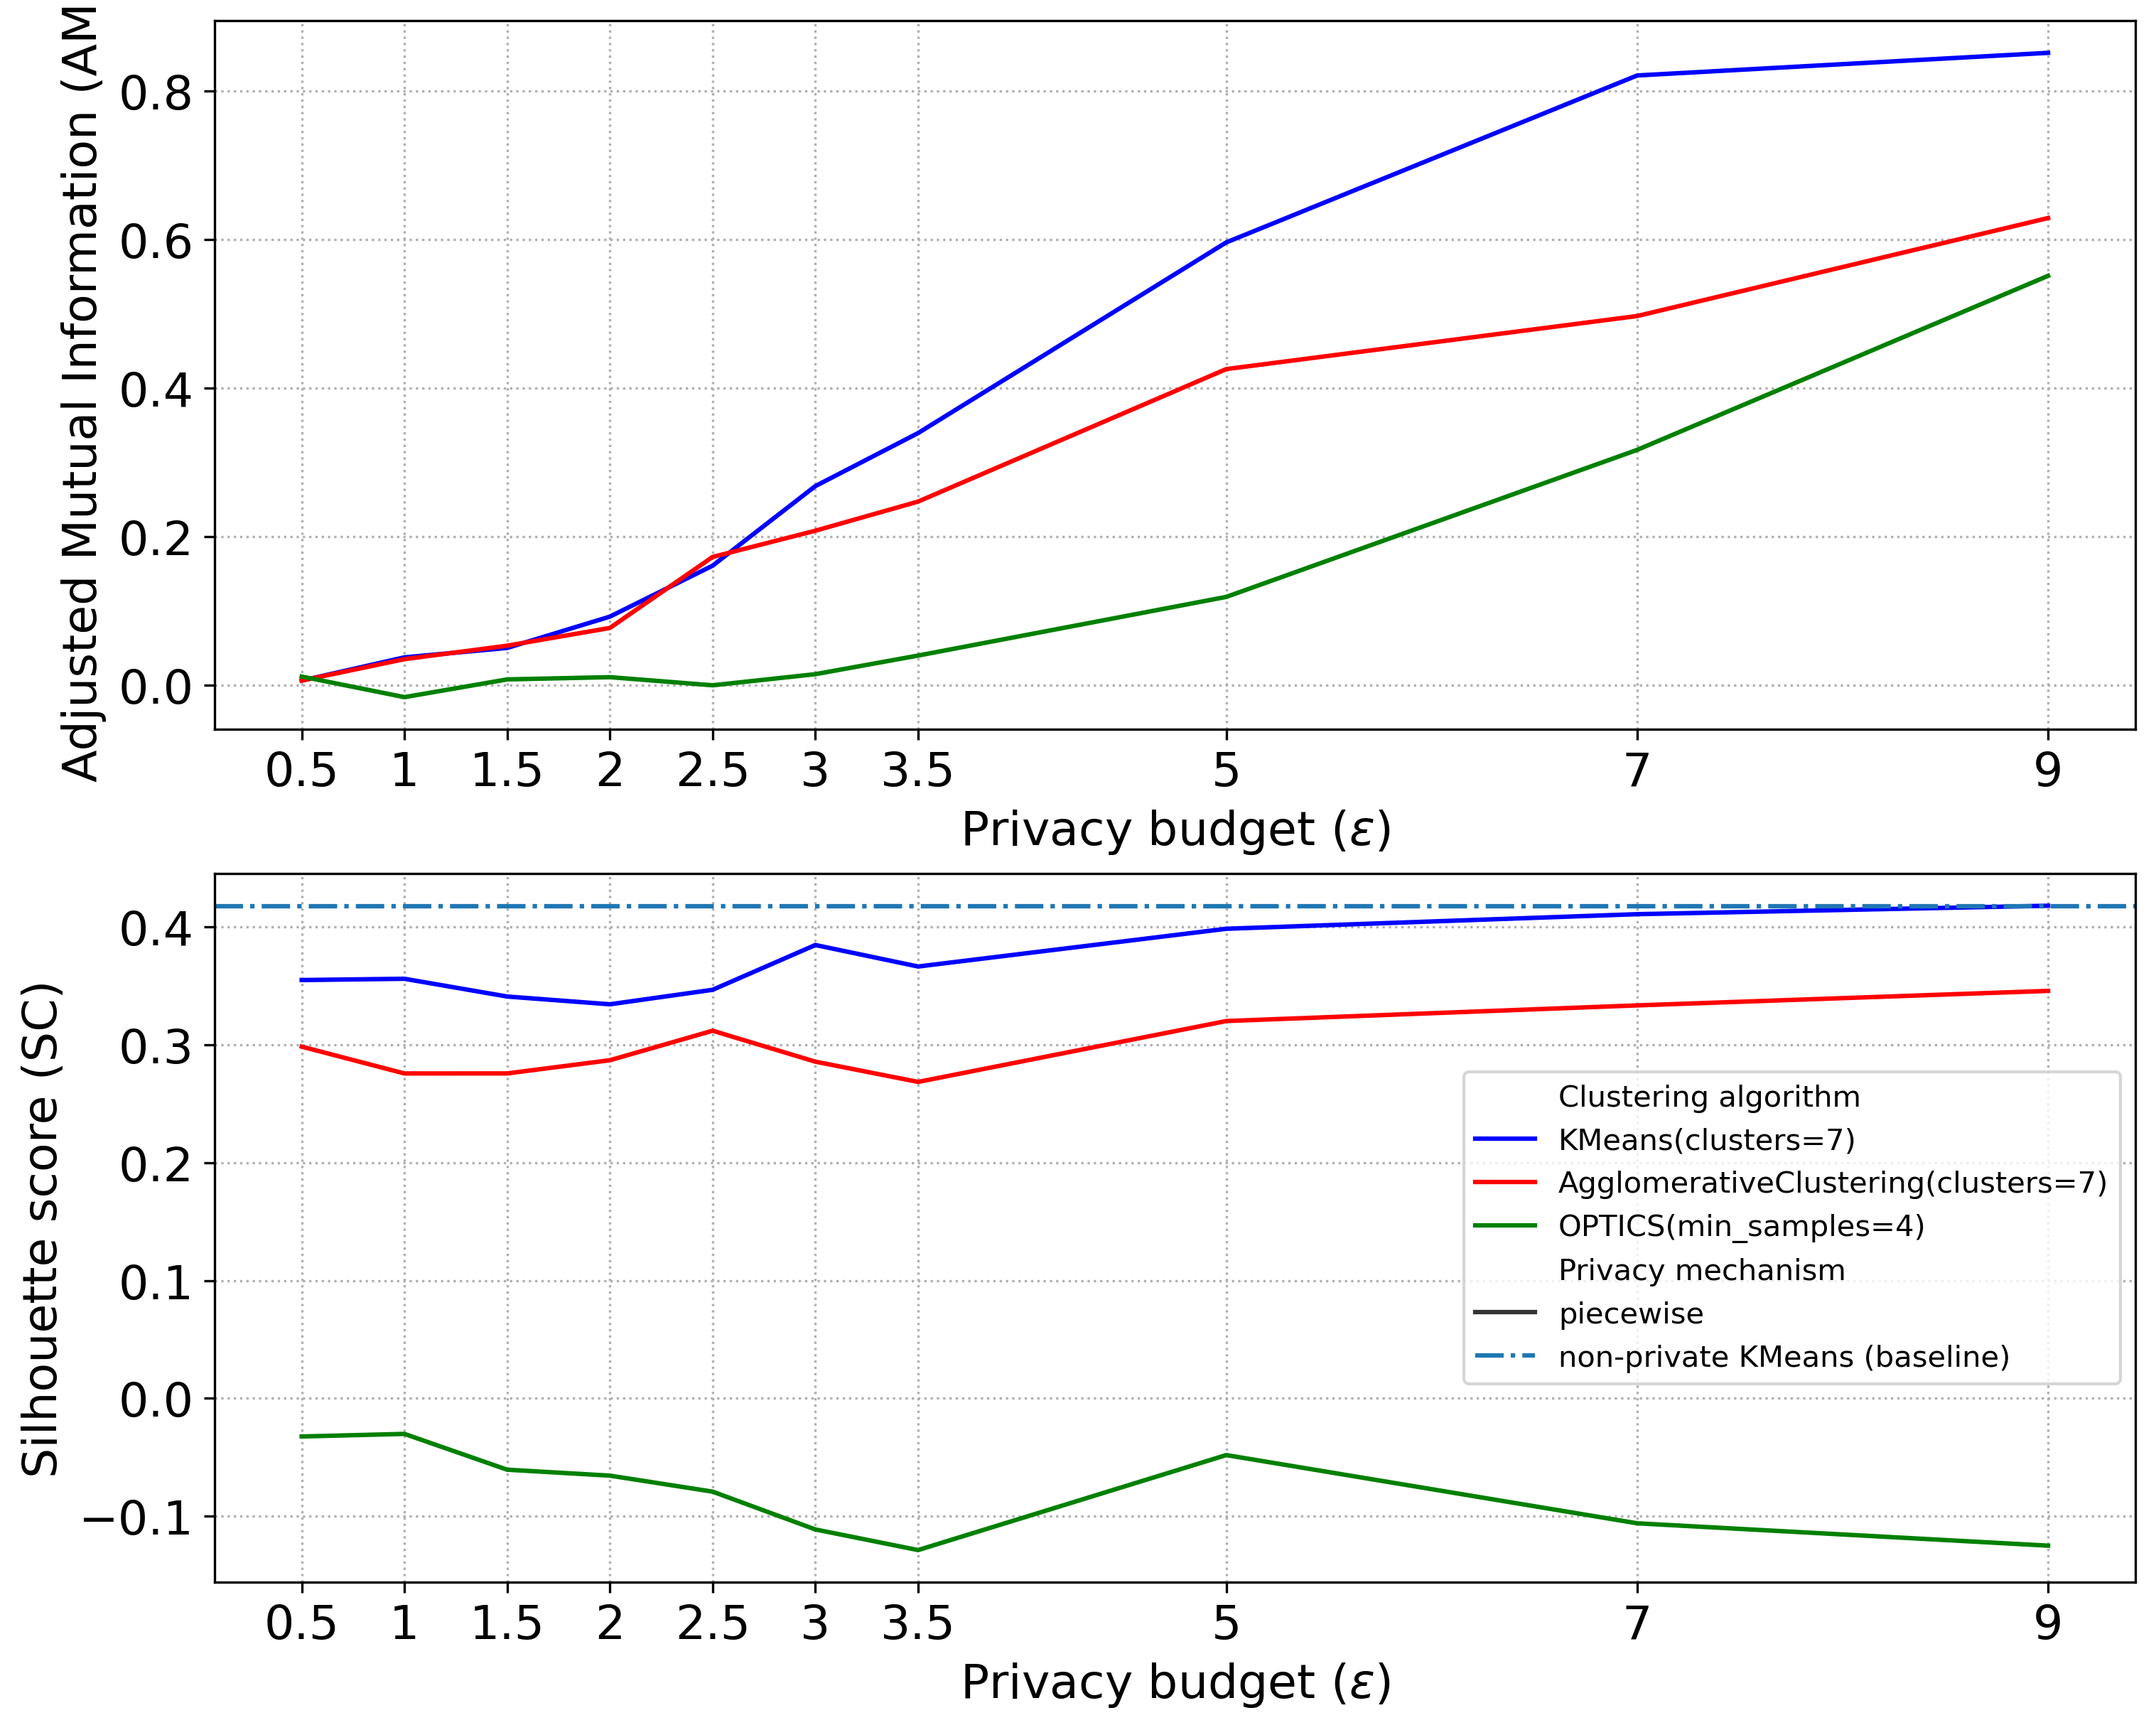 Adjusted Mutual Information (AM
0.8
0.6
0.4
0.2
0.0
0.5 1 1.5 2 2.5 3 3.5 5 7 9
Privacy budget (ε)
Silhouette score (SC)
0.4
0.3
0.2
0.1
0.0
−0.1
Clustering algorithm
KMeans(clusters=7)
AgglomerativeClustering(clusters=7)
OPTICS(min_samples=4)
Privacy mechanism
piecewise
non-private KMeans (baseline)
0.5 1 1.5 2 2.5 3 3.5 5 7 9
Privacy budget (ε)